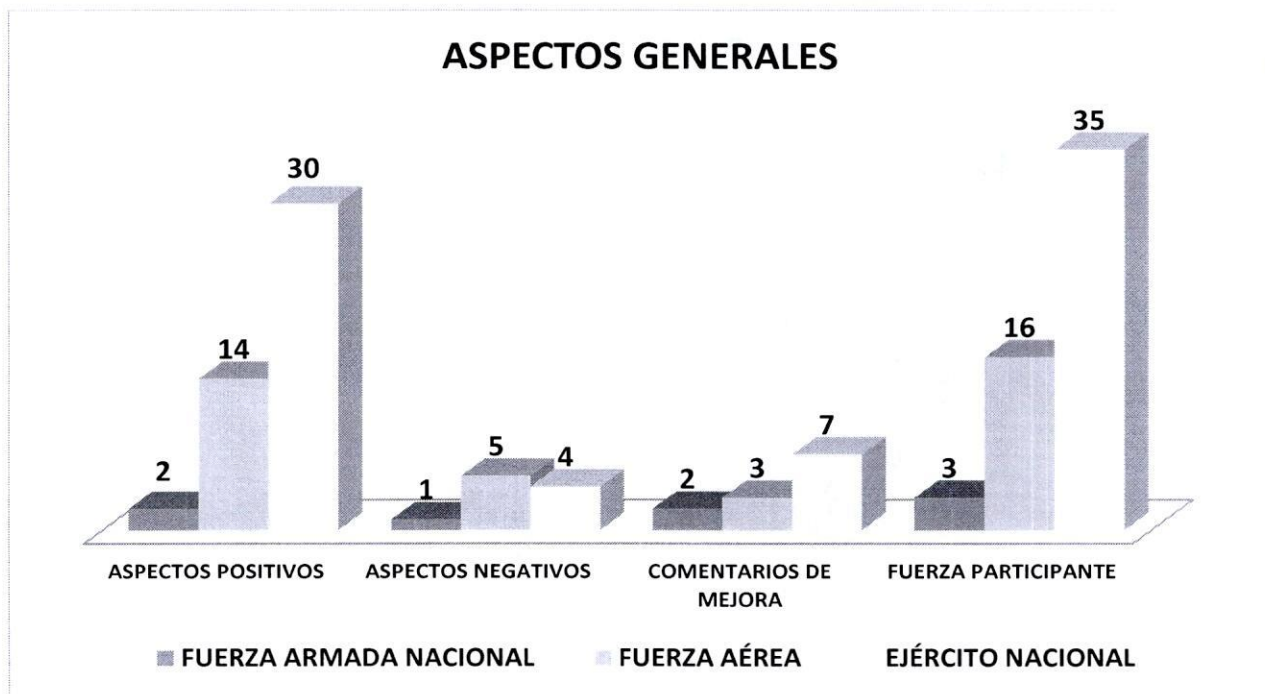 ASPECTOS GENERALES
2
14
30
1
5
4
2
3
7
3
16
35
ASPECTOS POSITIVOS
ASPECTOS NEGATIVOS
COMENTARIOS DE
MEJORA
FUERZA PARTICIPANTE
FUERZA ARMADA NACIONAL
FUERZA AÉREA
EJÉRCITO NACIONAL